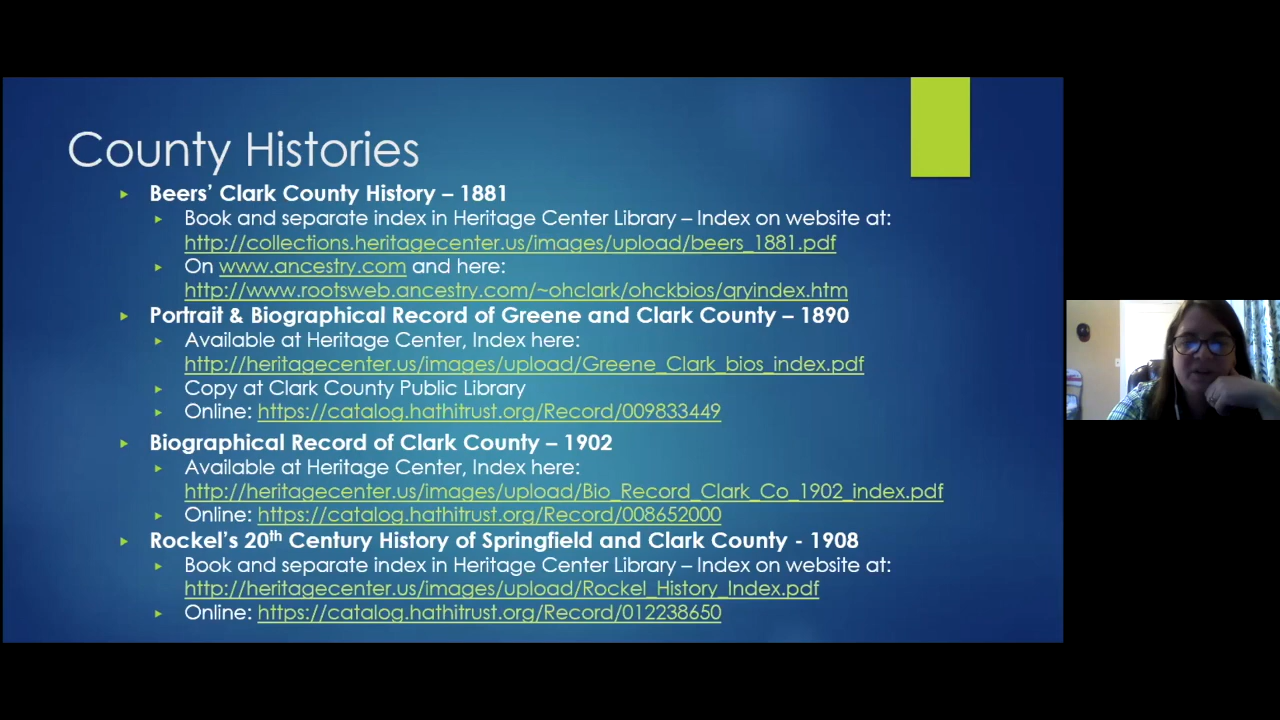 County Histories
Beers' Clark County History – 1881
Book and separate index in Heritage Center Library – Index on website at:
http://collections.heritagecenter.us/images/upload/beers_1881.pdf
On www.ancestry.com and here:
http://www.rootsweb.ancestry.com/~ohclark/ohckbios/qryindex.htm
Portrait & Biographical Record of Greene and Clark County – 1890
Available at Heritage Center, Index here:
http://heritagecenter.us/images/upload/Greene_Clark_bios_index.pdf
Copy at Clark County Public Library
Online: https://catalog.hathitrust.org/Record/009833449
Biographical Record of Clark County – 1902
Available at Heritage Center, Index here:
http://heritagecenter.us/images/upload/Bio_Record_Clark_Co_1902_index.pdf
Online: https://catalog.hathitrust.org/Record/008652000
Rockel's 20th Century History of Springfield and Clark County - 1908
Book and separate index in Heritage Center Library – Index on website at:
http://heritagecenter.us/images/upload/Rockel_History_Index.pdf
Online: https://catalog.hathitrust.org/Record/012238650